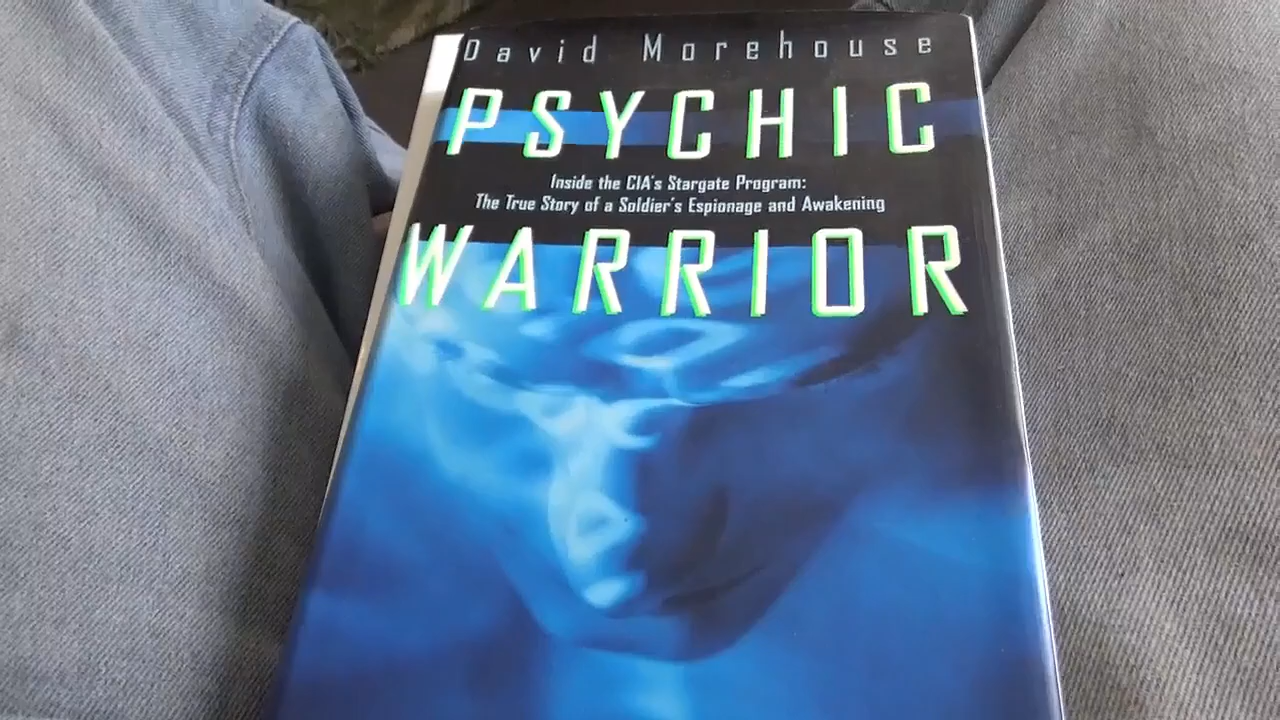 David Morehouse
PSYCHIC
Inside the CIA's Stargate Program:
The True Story of a Soldier's Espionage and Awakening
WARRIOR